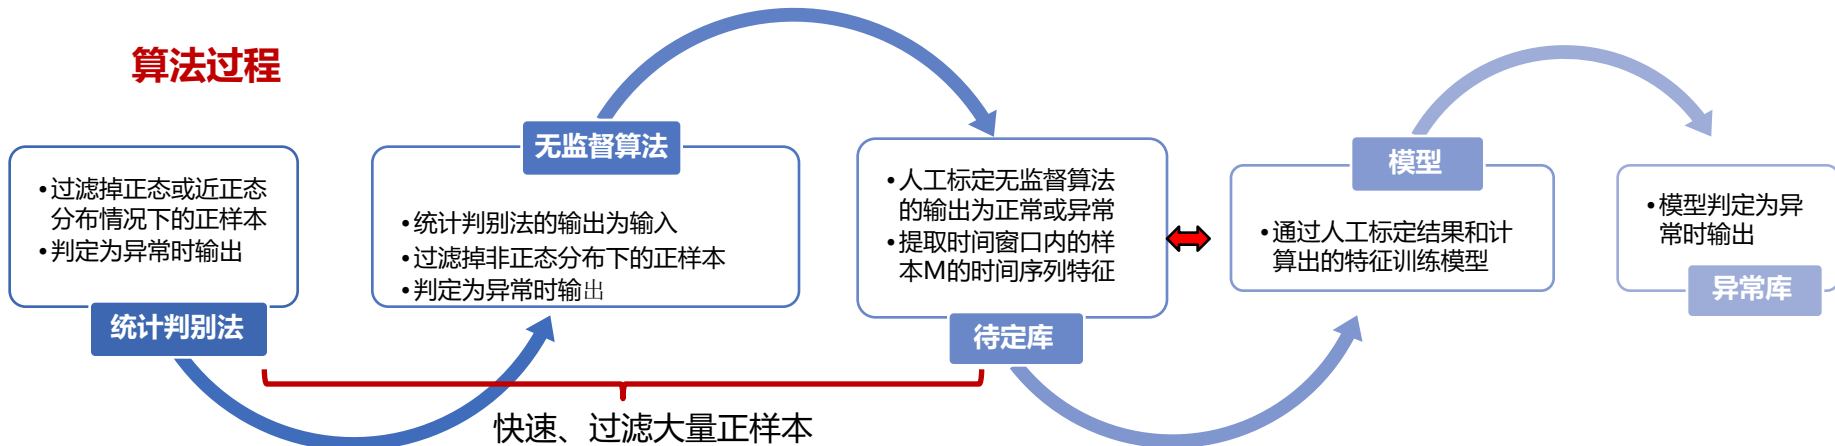 算法过程
•过滤掉正态或近正态
分布情况下的正样本
•判定为异常时输出
统计判别法
无监督算法
•统计判别法的输出为输入
•过滤掉非正态分布下的正样本
•判定为异常时输出
快速、过滤大量正样本
•人工标定无监督算法
的输出为正常或异常
•提取时间窗口内的样
本M的时间序列特征
待定库
模型
•通过人工标定结果和计
算出的特征训练模型
•模型判定为异
常时输出
异常库